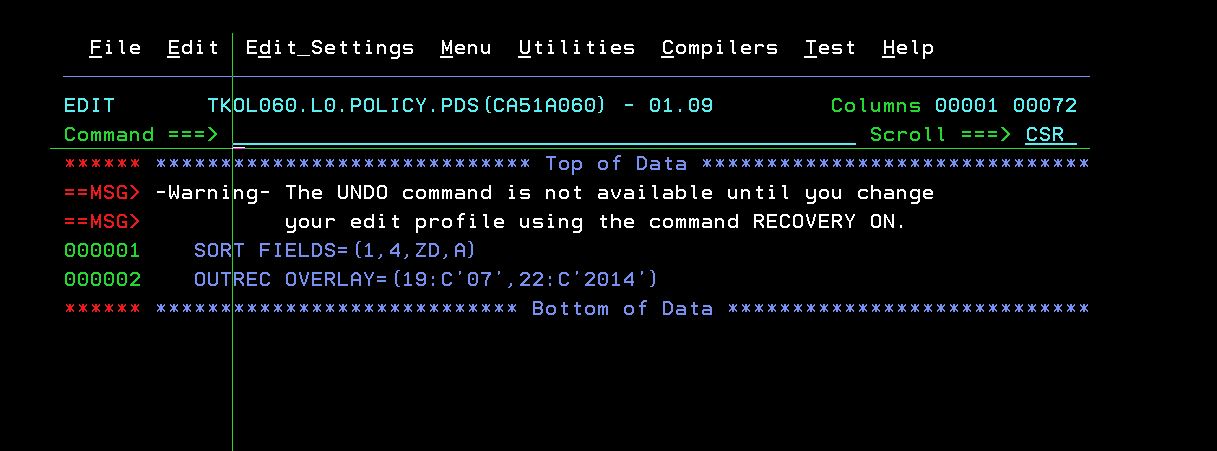 File Edit Edit_Settings Menu Utilities Compilers Test Help
EDIT TKOL060.L0.POLICY.PDS(CA51A060) - 01.09 Columns 00001 00072
Command ===> Scroll ===> CSR
****** ***************************** Top of Data ******************************
==MSG> -Warning- The UNDO command is not available until you change
==MSG> your edit profile using the command RECOVERY ON.
000001 SORT FIELDS=(1,4,ZD,A)
000002 OUTREC OVERLAY=(19:C'07',22:C'2014')
****** **************************** Bottom of Data ****************************